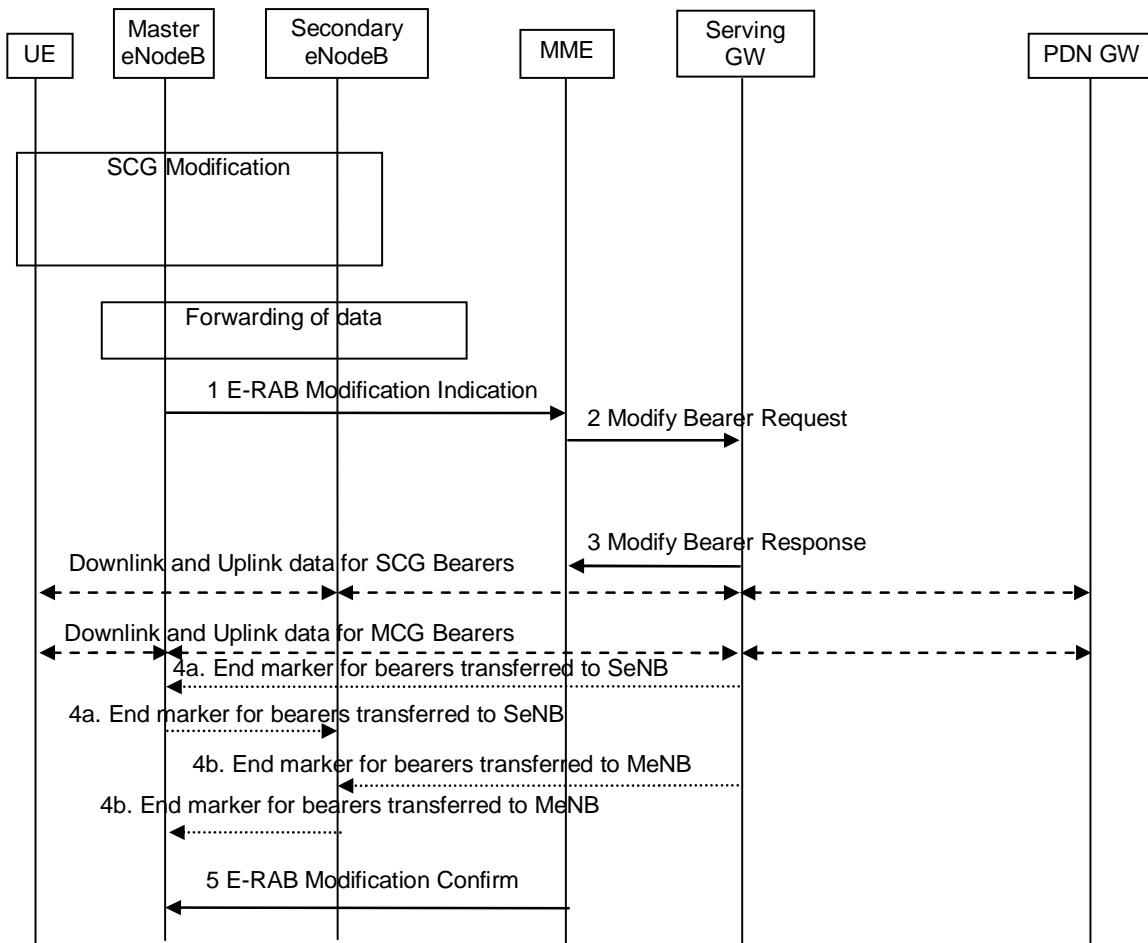 UE
Master
eNodeB
Secondary
eNodeB
MME
Serving
GW
PDN GW
SCG Modification
Forwarding of data
1 E-RAB Modification Indication
2 Modify Bearer Request
3 Modify Bearer Response
Downlink and Uplink data for SCG Bearers
Downlink and Uplink data for MCG Bearers
4a. End marker for bearers transferred to SeNB
4a. End marker for bearers transferred to SeNB
4b. End marker for bearers transferred to MeNB
4b. End marker for bearers transferred to MeNB
5 E-RAB Modification Confirm